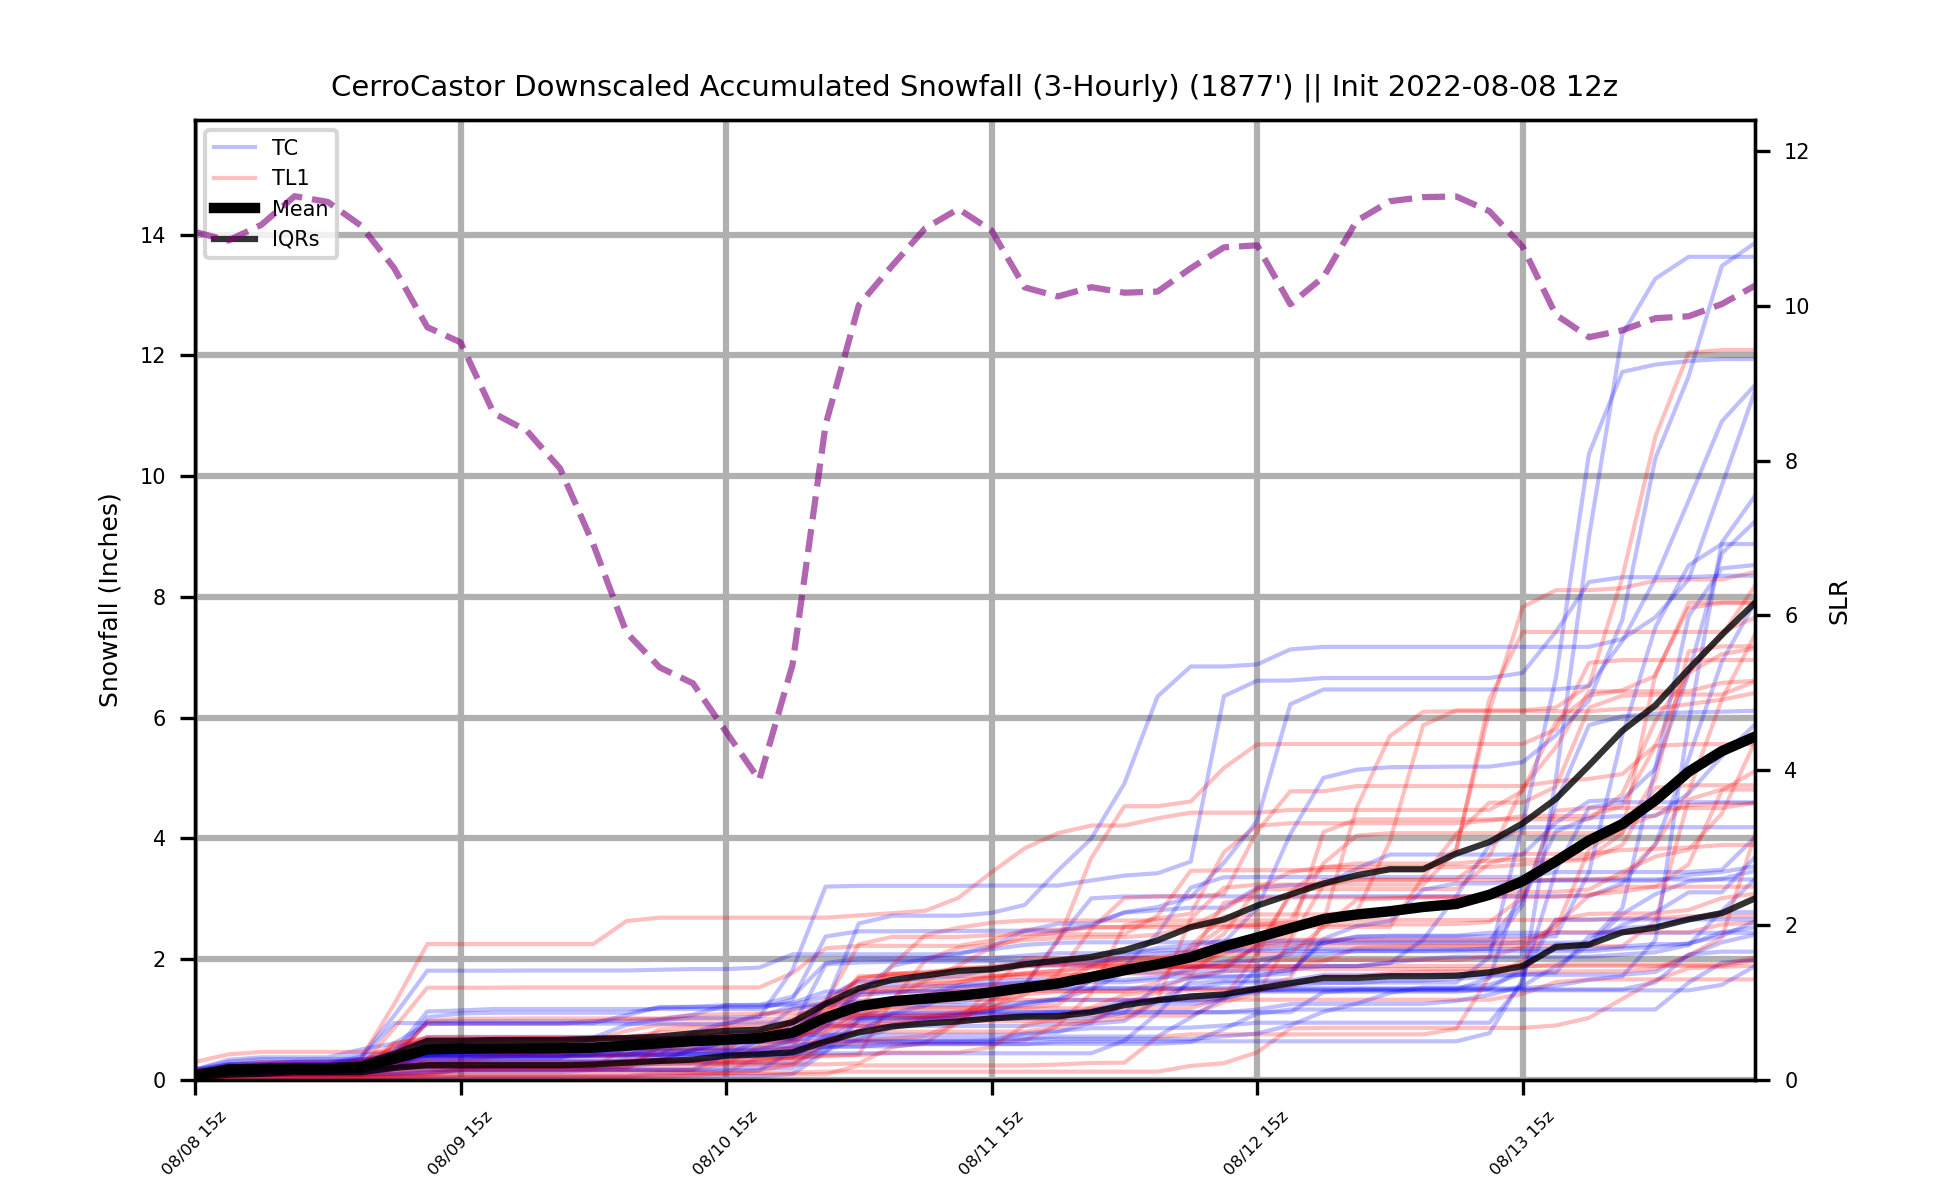 CerroCastor Downscaled Accumulated Snowfall (3-Hourly) (1877') || Init 2022-08-08 12z
TC
TL1
Mean
IQRs
14
12
10
8
6
4
2
0
Snowfall (Inches)
12
10
8
6
4
2
0
SLR
08/08 15z
08/09 15z
08/10 15z
08/11 15z
08/12 15z
08/13 15z